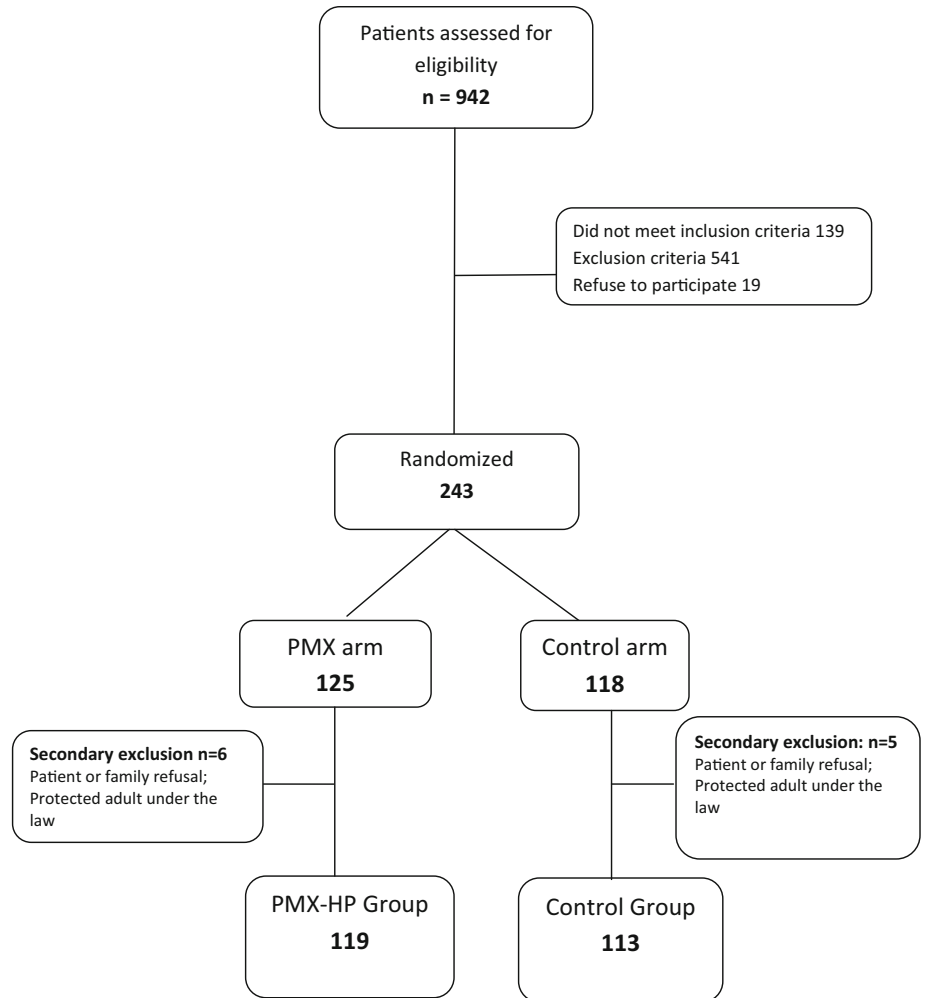 Patients assessed for
eligibility
n = 942
Did not meet inclusion criteria 139
Exclusion criteria 541
Refuse to participate 19
Randomized
243
PMX arm
125
Control arm
118
Secondary exclusion n=6
Patient or family refusal;
Protected adult under the
law
Secondary exclusion: n=5
Patient or family refusal;
Protected adult under the
law
PMX-HP Group
119
Control Group
113